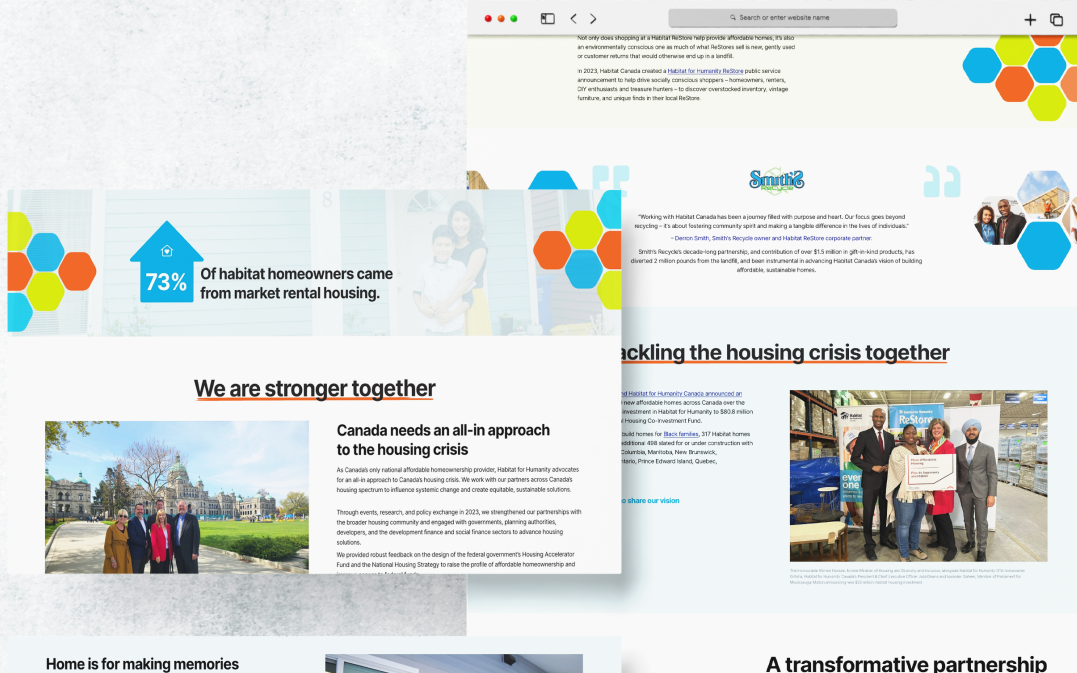 Search or enter website name
Not only does shopping at a Habitat ReStore help provide affordable homes, it's also
an environmentally conscious one as much of what ReStores sell is new, gently used
or customer returns that would otherwise end up in a landfill.
In 2023, Habitat Canada created a Habitat for Humanity ReStore public service
announcement to help drive socially conscious shoppers – homeowners, renters,
DIY enthusiasts and treasure hunters – to discover overstocked inventory, vintage
furniture, and unique finds in their local ReStore.
Smith's
Recycle
"Working with Habitat Canada has been a journey filled with purpose and heart. Our focus goes beyond
recycling – it's about fostering community spirit and making a tangible difference in the lives of individuals."
– Derron Smith, Smith's Recycle owner and Habitat ReStore corporate partner.
Smith's Recycle's decade-long partnership, and contribution of over $1.5 million in gift-in-kind products, has
diverted 2 million pounds from the landfill, and been instrumental in advancing Habitat Canada's vision of building
affordable, sustainable homes.
8
73%
Of habitat homeowners came
from market rental housing.
We are stronger together
Canada needs an all-in approach
to the housing crisis
As Canada's only national affordable homeownership provider, Habitat for Humanity advocates
for an all-in approach to Canada's housing crisis. We work with our partners across Canada's
housing spectrum to influence systemic change and create equitable, sustainable solutions.
Through events, research, and policy exchange in 2023, we strengthened our partnerships with
the broader housing community and engaged with governments, planning authorities,
developers, and the development finance and social finance sectors to advance housing
solutions.
We provided robust feedback on the design of the federal government's Housing Accelerator
Fund and the National Housing Strategy to raise the profile of affordable homeownership and
ackling the housing crisis together
nd Habitat for Humanity Canada announced an
new affordable homes across Canada over the
investment in Habitat for Humanity to $80.8 million
l Housing Co-Investment Fund.
uild homes for Black families, 317 Habitat homes
dditional 498 slated for or under construction with
Columbia, Manitoba, New Brunswick,
ntario, Prince Edward Island, Quebec,
o share our vision
ReStore
every
one
Home is for making memories
A transformative partnership